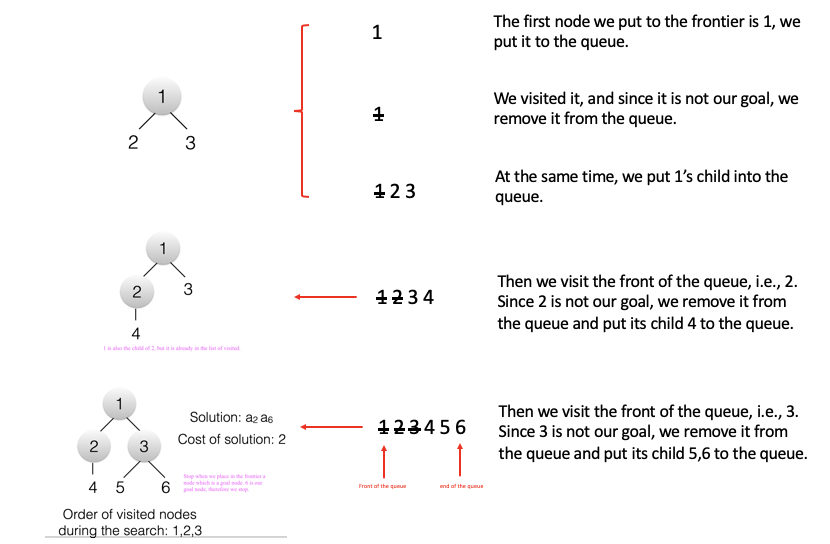 1
The first node we put to the frontier is 1, we
put it to the queue.
1
2 3
1
We visited it, and since it is not our goal, we
remove it from the queue.
1 2 3
At the same time, we put 1's child into the
queue.
1
2 3
4
1 is also the child of 2, but it is already in the list of visited.
1 2 3 4
Then we visit the front of the queue, i.e., 2.
Since 2 is not our goal, we remove it from
the queue and put its child 4 to the queue.
1
2 3
4 5 6
Solution: a₂ a₆
Cost of solution: 2
Stop when we place in the frontier a
node which is a goal node. 6 is our
goal node, therefore we stop.
Order of visited nodes
during the search: 1,2,3
1 2 3 4 5 6
Front of the queue
end of the queue
Then we visit the front of the queue, i.e., 3.
Since 3 is not our goal, we remove it from
the queue and put its child 5,6 to the queue.